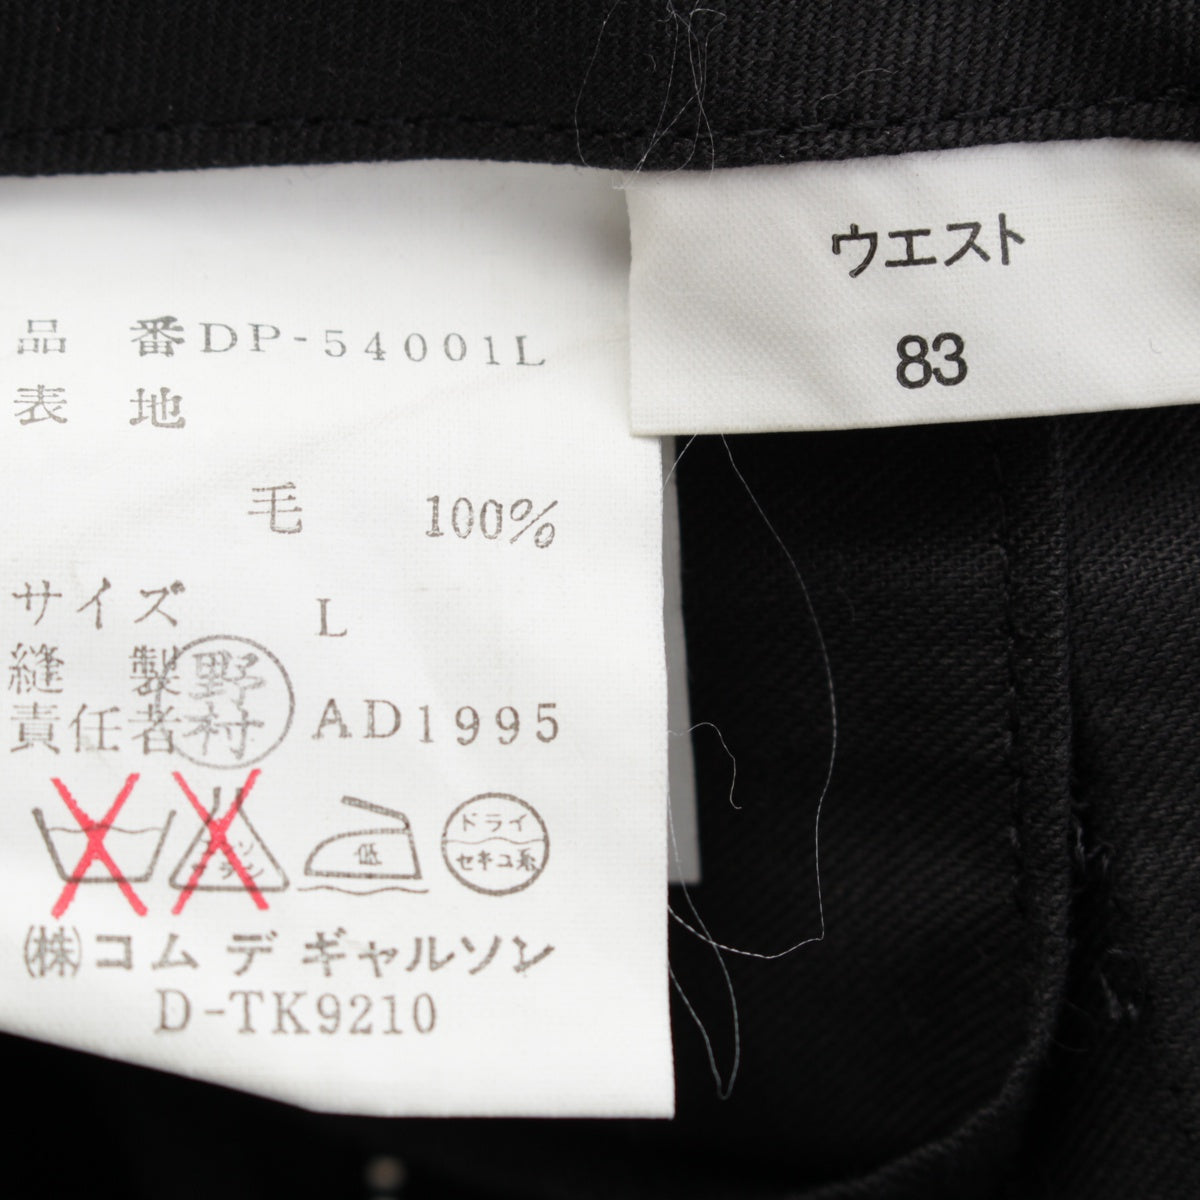 品 番 DP-54001L
表 地
毛 100%
サイズ L
縫 製
責任者 野村 AD1995
低
ドライ
セキユ系
㈱コム デ ギャルソン
D-TK9210
ウエスト
83